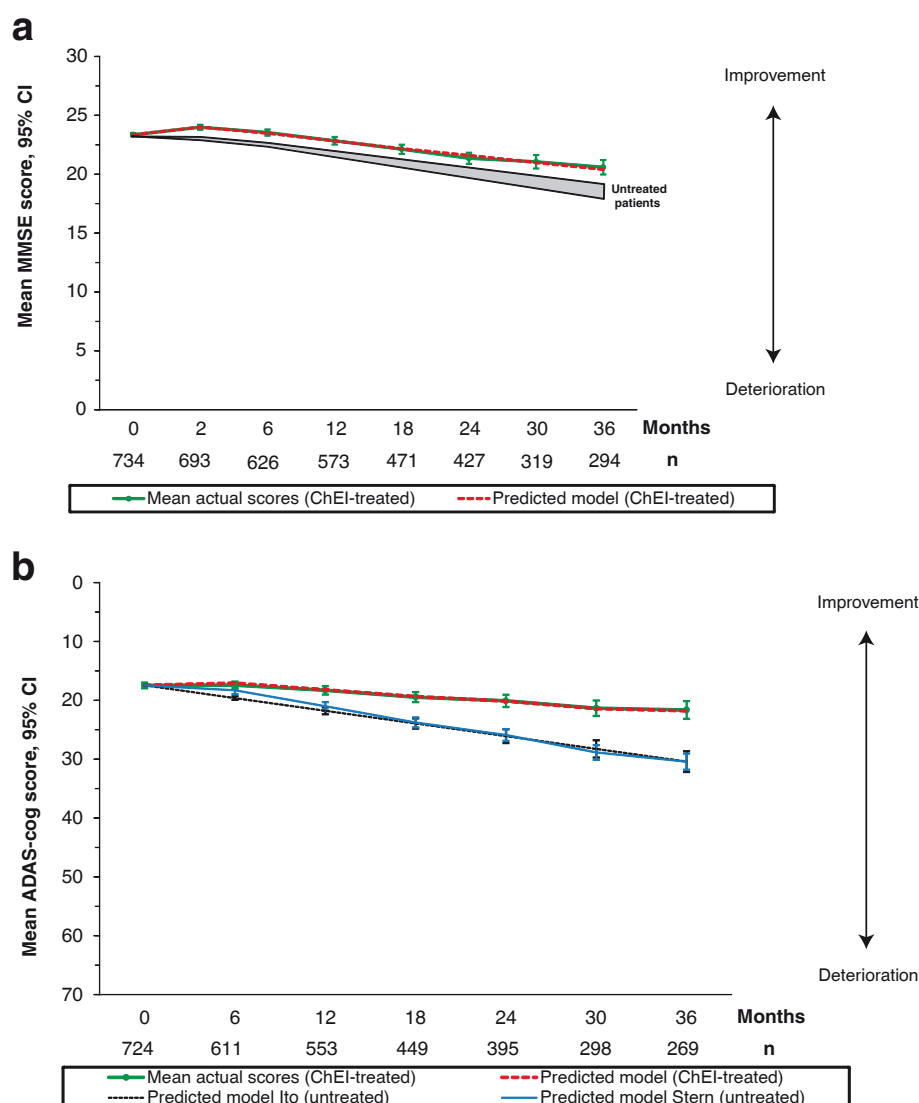 a
Mean MMSE score, 95% CI
30
25
20
15
10
5
0
Improvement
Deterioration
Untreated
patients
0 2 6 12 18 24 30 36 Months
734 693 626 573 471 427 319 294 n
Mean actual scores (ChEI-treated) Predicted model (ChEI-treated)
b
Mean ADAS-cog score, 95% CI
0
10
20
30
40
50
60
70
Improvement
Deterioration
0 6 12 18 24 30 36 Months
724 611 553 449 395 298 269 n
Mean actual scores (ChEI-treated) Predicted model (ChEI-treated)
Predicted model Ito (untreated) Predicted model Stern (untreated)